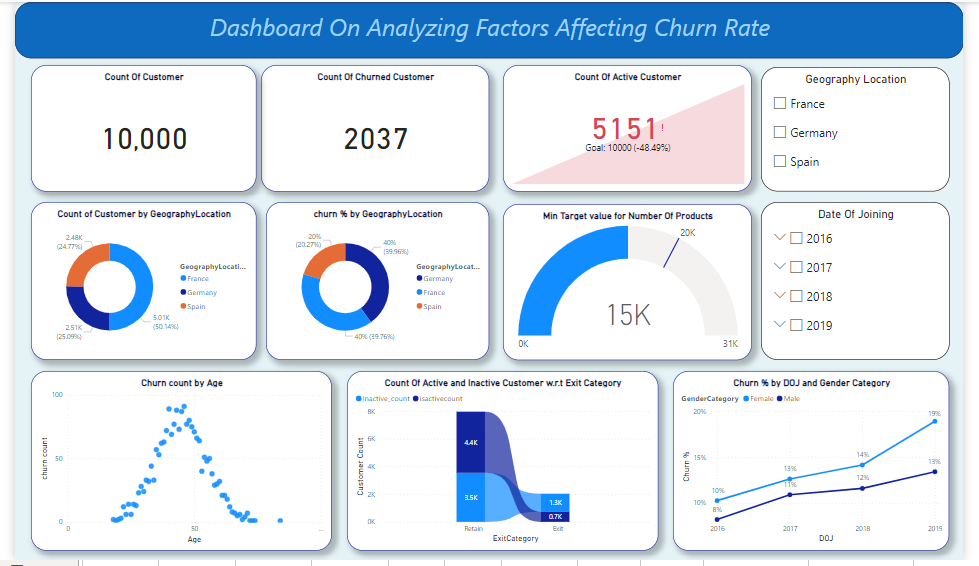 Dashboard On Analyzing Factors Affecting Churn Rate
Count Of Customer
10,000
Count Of Churned Customer
2037
Count Of Active Customer
5151!
Goal: 10000 (-48.49%)
Geography Location
France
Germany
Spain
Count of Customer by GeographyLocation
2.48K
(24.77%)
2.51K
(25.09%)
5.01K
(50.14%)
GeographyLocati...
France
Germany
Spain
churn % by GeographyLocation
20%
(20.27%)
40%
(39.96%)
40% (39.76%)
GeographyLocat...
Germany
France
Spain
Min Target value for Number Of Products
20K
15K
0K
31K
Date Of Joining
2016
2017
2018
2019
Churn count by Age
churn count
100
50
0
0
50
...
Age
Count Of Active and Inactive Customer w.r.t Exit Category
Inactive_count
isactivecount
Customer Count
8K
6K
4K
2K
0K
4.4K
3.5K
1.3K
0.7K
Retain
Exit
ExitCategory
Churn % by DOJ and Gender Category
GenderCategory
Female
Male
Churn %
20%
15%
10%
10%
8%
13%
11%
14%
12%
19%
13%
2016
2017
2018
2019
DOJ